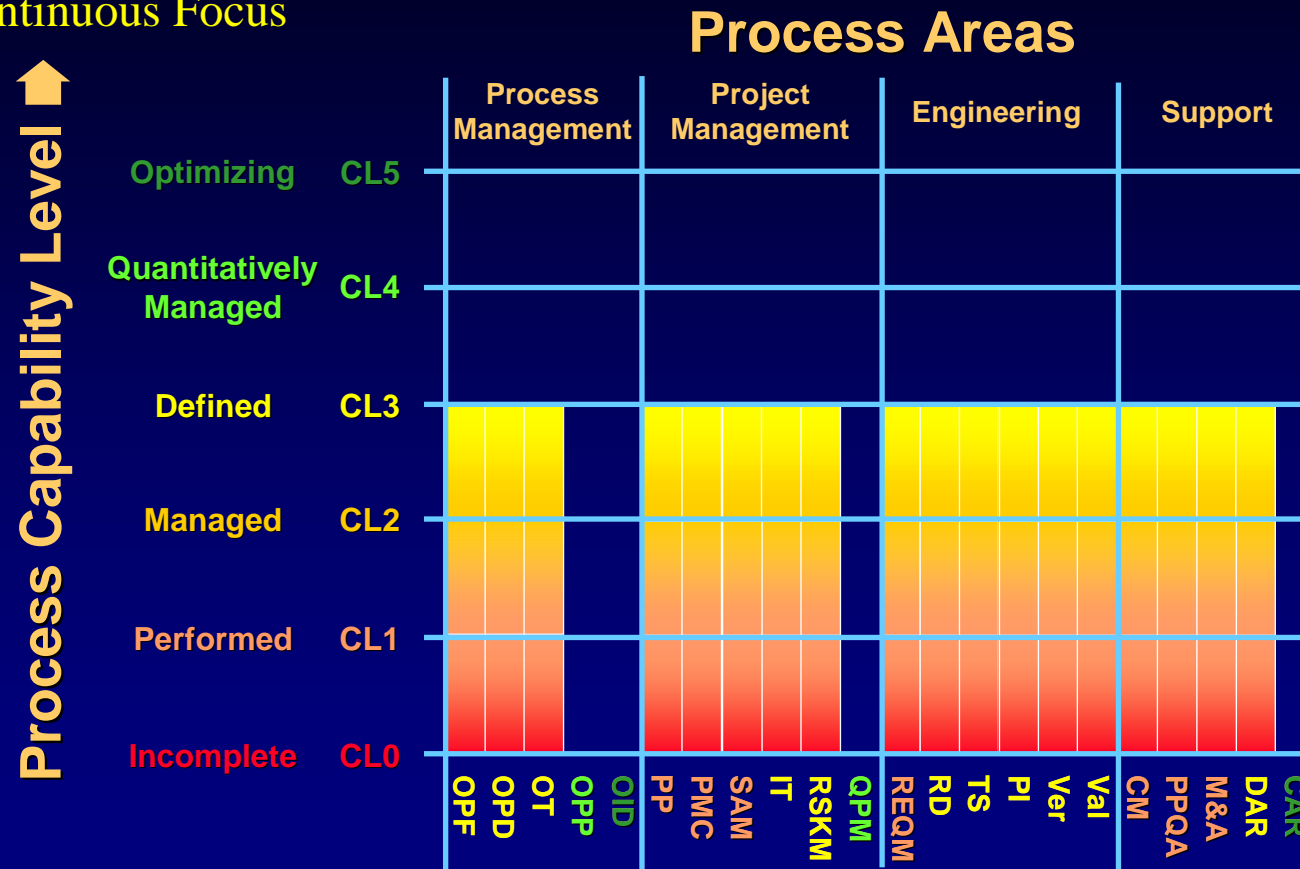 ntinuous Focus
Process Areas
Process
Management
Project
Management
Engineering
Support
Process Capability Level
Optimizing CL5
Quantitatively
Managed
CL4
Defined CL3
Managed CL2
Performed CL1
Incomplete CL0
OPF
OPD
OT
OPP
OID
PP
PMC
SAM
IT
RSKM
QPM
REQM
RD
TS
PI
Ver
Val
CM
PPQA
M&A
DAR
CAR